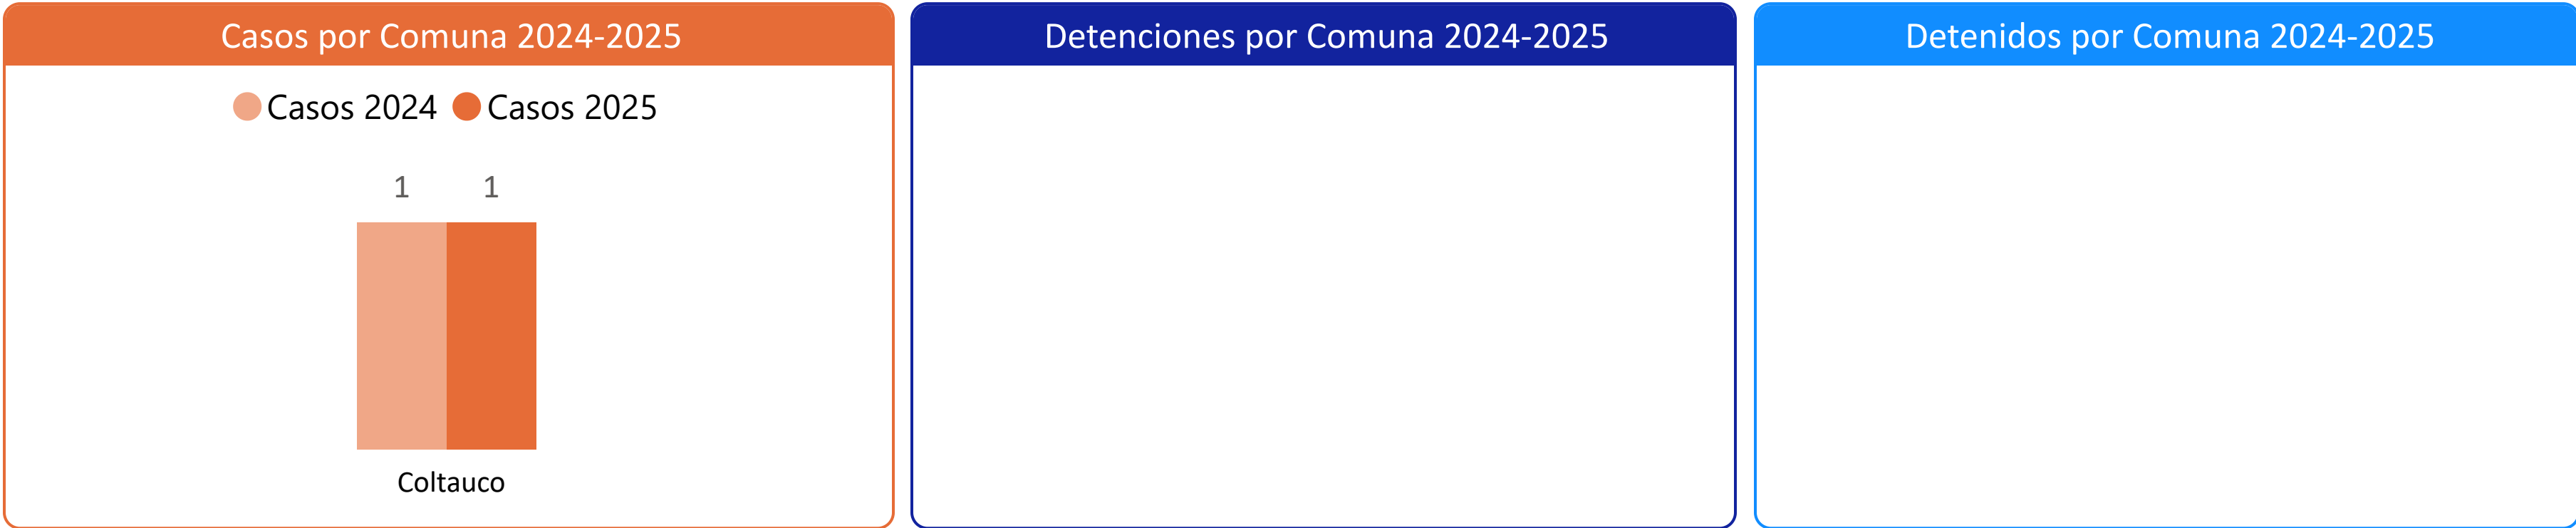 Casos por Comuna 2024-2025
Casos 2024 Casos 2025
1 1
Coltauco
Detenciones por Comuna 2024-2025
Detenidos por Comuna 2024-2025